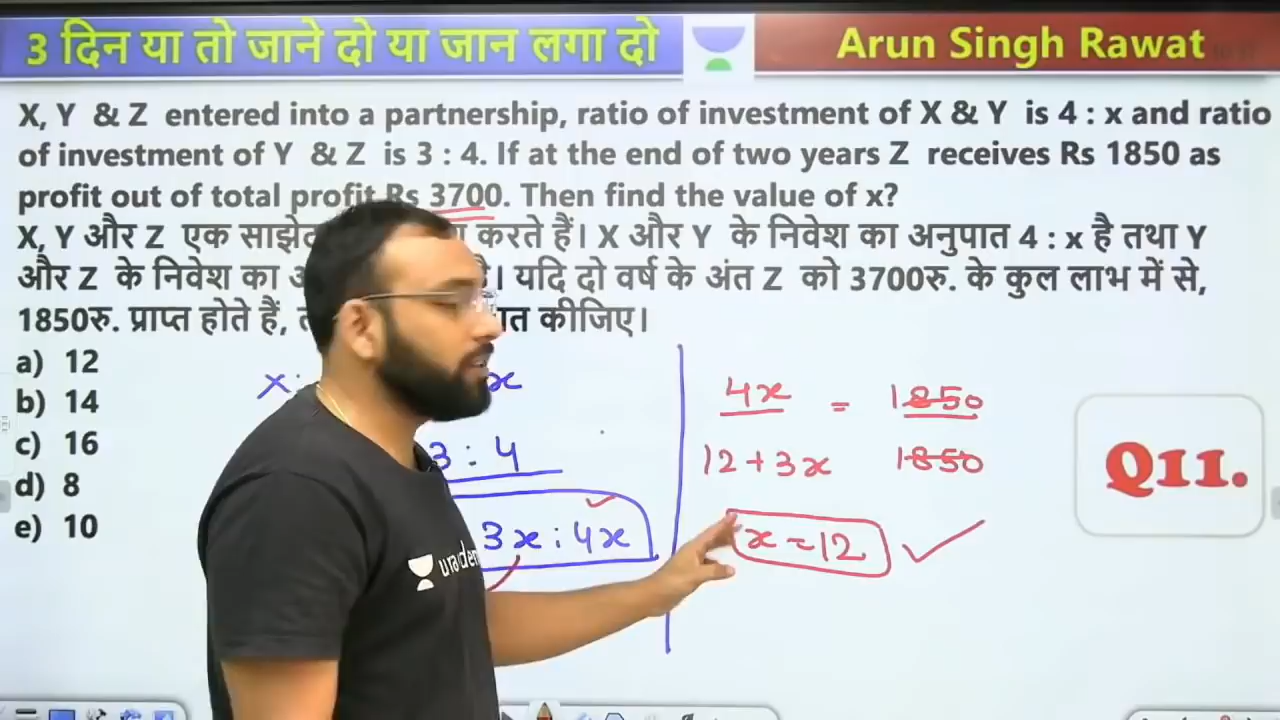 3 दिन या तो जाने दो या जान लगा दो
Arun Singh Rawat
X, Y & Z entered into a partnership, ratio of investment of X & Y is 4 : x and ratio
of investment of Y & Z is 3 : 4. If at the end of two years Z receives Rs 1850 as
profit out of total profit Rs 3700. Then find the value of x?
X, Y और Z एक करते हैं। X और Y के निवेश का अनुपात 4 : x है तथा Y
और Z के निवेश का यदि दो वर्ष के अंत Z को 3700रु. के कुल लाभ में से,
1850रु. प्राप्त होते हैं, कीजिए।
a) 12
b) 14
c) 16
d) 8
e) 10
x: x
3 : 4
3x : 4x
4x = 1850
12+3x 1850
x = 12
Q11.